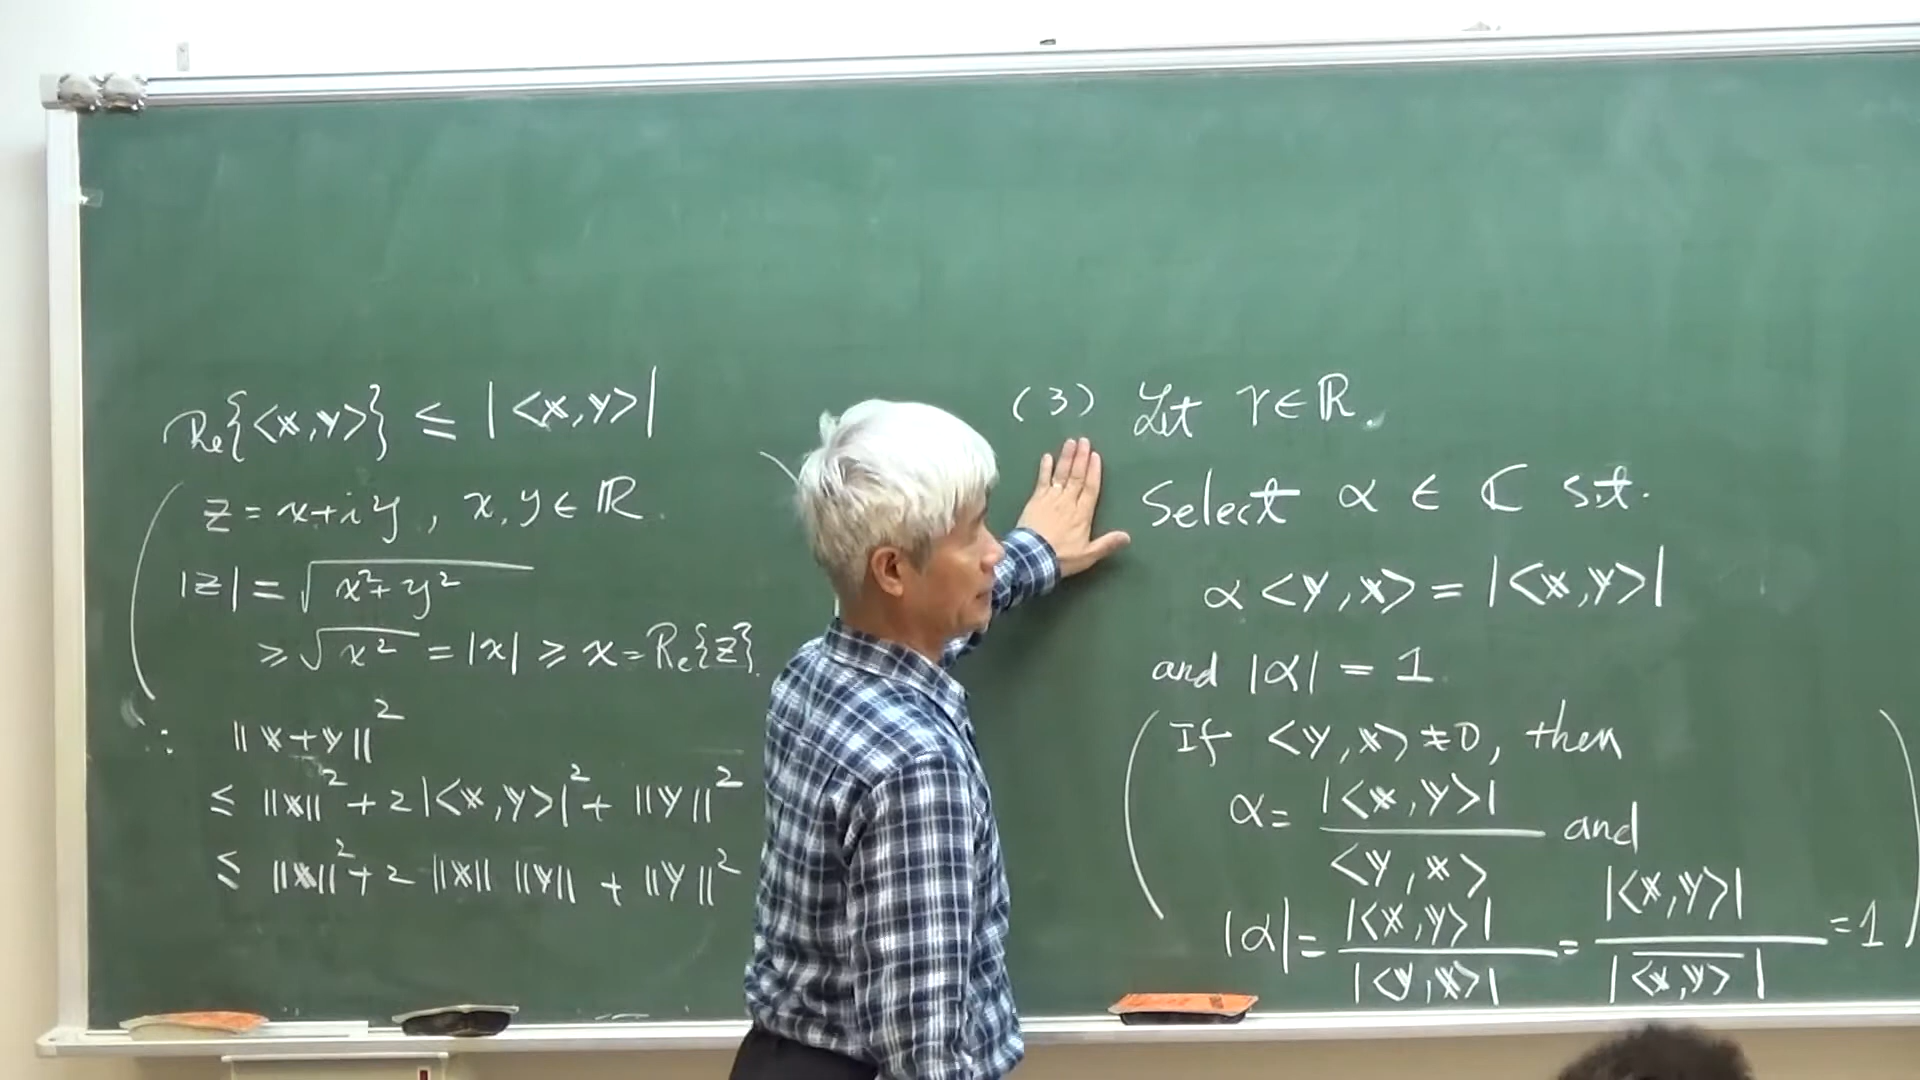 Re{<x,y>} ≤ |<x,y>|
z = x+iy, x,y ∈ ℝ.
|z| = √(x²+y²)
≥ √(x²) = |x| ≥ x = Re{z}.
∴ ||x+y||²
≤ ||x||² + 2|<x,y>|² + ||y||²
≤ ||x||² + 2 ||x|| ||y|| + ||y||²
(3) Let r ∈ ℝ.
Select α ∈ ℂ s.t.
α<y,x> = |<x,y>|
and |α| = 1
(If <y,x> ≠ 0, then
α = |<x,y>| / <y,x> and
|α| = |<x,y>| / |<y,x>| = |<x,y>| / |\overline{<x,y>}| = 1)